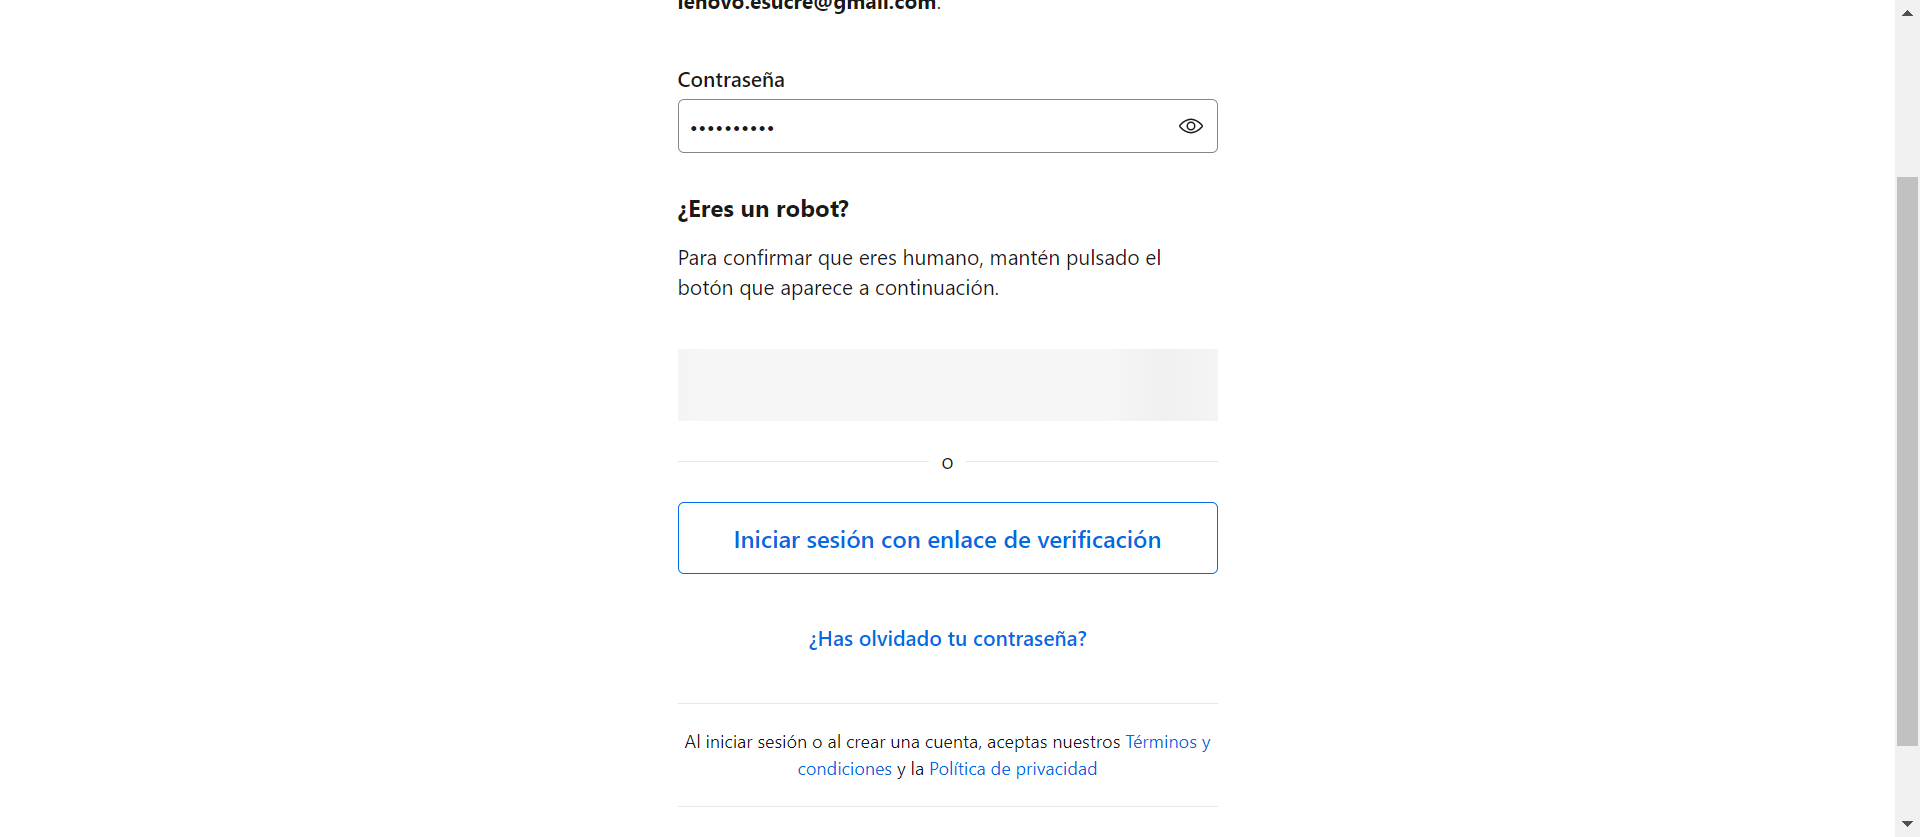 lenovo.esucre@gmail.com.
Contraseña
••••••••••
¿Eres un robot?
Para confirmar que eres humano, mantén pulsado el
botón que aparece a continuación.
o
Iniciar sesión con enlace de verificación
¿Has olvidado tu contraseña?
Al iniciar sesión o al crear una cuenta, aceptas nuestros Términos y
condiciones y la Política de privacidad